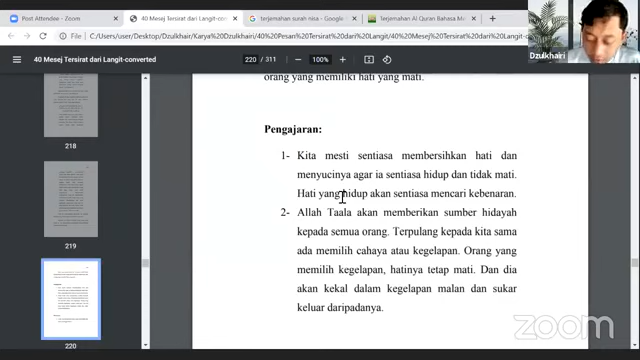 Post Attendee - Zoom
40 Mesej Tersirat dari Langit-con
terjemahan surah nisa - Google
Terjemahan Al Quran Bahasa Me
C:/Users/user/Desktop/Dzulkhair/Karya%20Dzulkhairi/40%20Pesan%20Tersirat%20dari%20Langit/40%20Mesej%20Tersirat%20dari%20Langit-conver
40 Mesej Tersirat dari Langit-converted
220 / 311
100%
Dzulkhairi
orang yang memiliki hati yang mati.
218
Pengajaran:
1- Kita mesti sentiasa membersihkan hati dan
menyucinya agar ia sentiasa hidup dan tidak mati.
Hati yang hidup akan sentiasa mencari kebenaran.
219
2- Allah Taala akan memberikan sumber hidayah
kepada semua orang. Terpulang kepada kita sama
ada memilih cahaya atau kegelapan. Orang yang
memilih kegelapan, hatinya tetap mati. Dan dia
akan kekal dalam kegelapan malan dan sukar
keluar daripadanya.
220
zoom